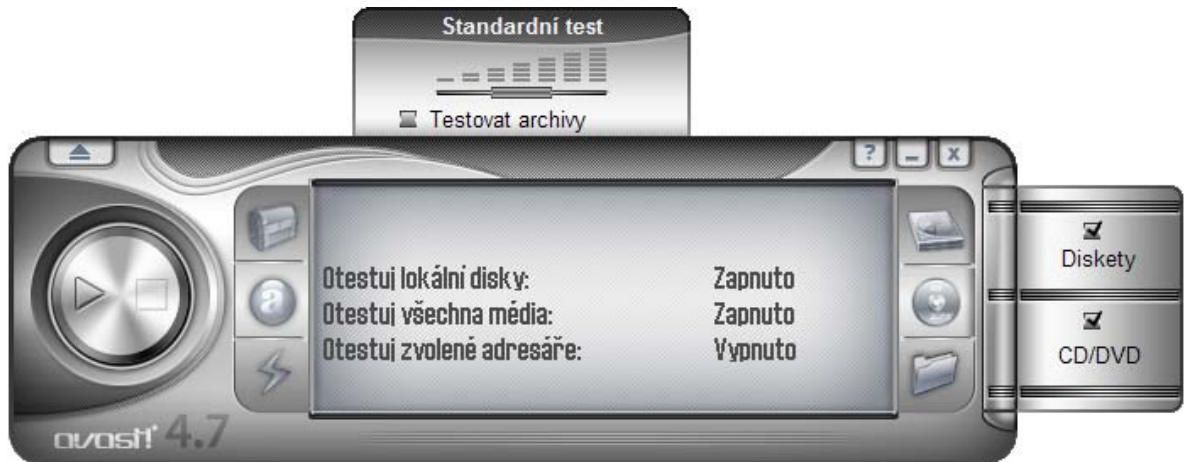 Standardní test
Testovat archivy
? _ x
Otestuj lokální disky: Zapnuto
Otestuj všechna média: Zapnuto
Otestuj zvolené adresáře: Vypnuto
a
Diskety
CD/DVD
avast! 4.7